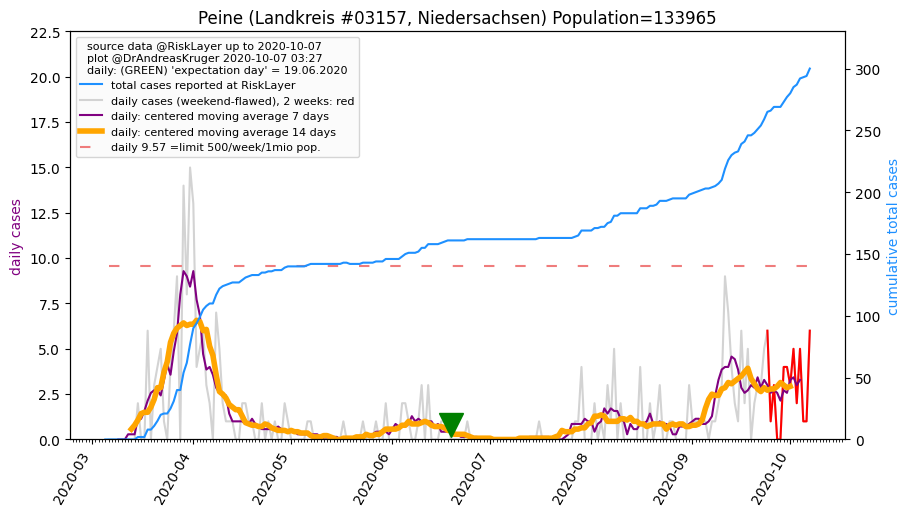 Peine (Landkreis #03157, Niedersachsen) Population=133965
source data @RiskLayer up to 2020-10-07
plot @DrAndreasKruger 2020-10-07 03:27
daily: (GREEN) 'expectation day' = 19.06.2020
total cases reported at RiskLayer
daily cases (weekend-flawed), 2 weeks: red
daily: centered moving average 7 days
daily: centered moving average 14 days
daily 9.57 =limit 500/week/1mio pop.
daily cases
22.5
20.0
17.5
15.0
12.5
10.0
7.5
5.0
2.5
0.0
300
250
200
150
100
50
0
cumulative total cases
2020-03
2020-04
2020-05
2020-06
2020-07
2020-08
2020-09
2020-10